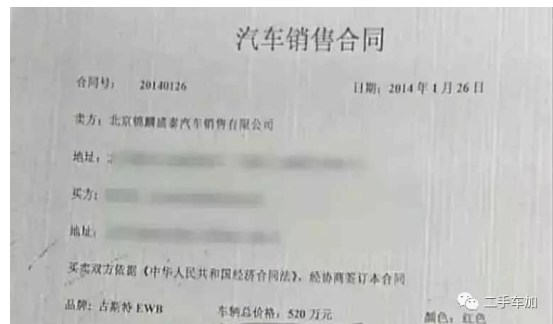 汽车销售合同
合同号： 20140126 日期：2014 年 1 月 26 日
卖方：北京锦麟盛泰汽车销售有限公司
地址：
买方：
地址：
买卖双方依据《中华人民共和国经济合同法》，经协商签订本合同
品牌：古斯特 EWB 车辆总价格：520 万元 颜色：红色
二手车加